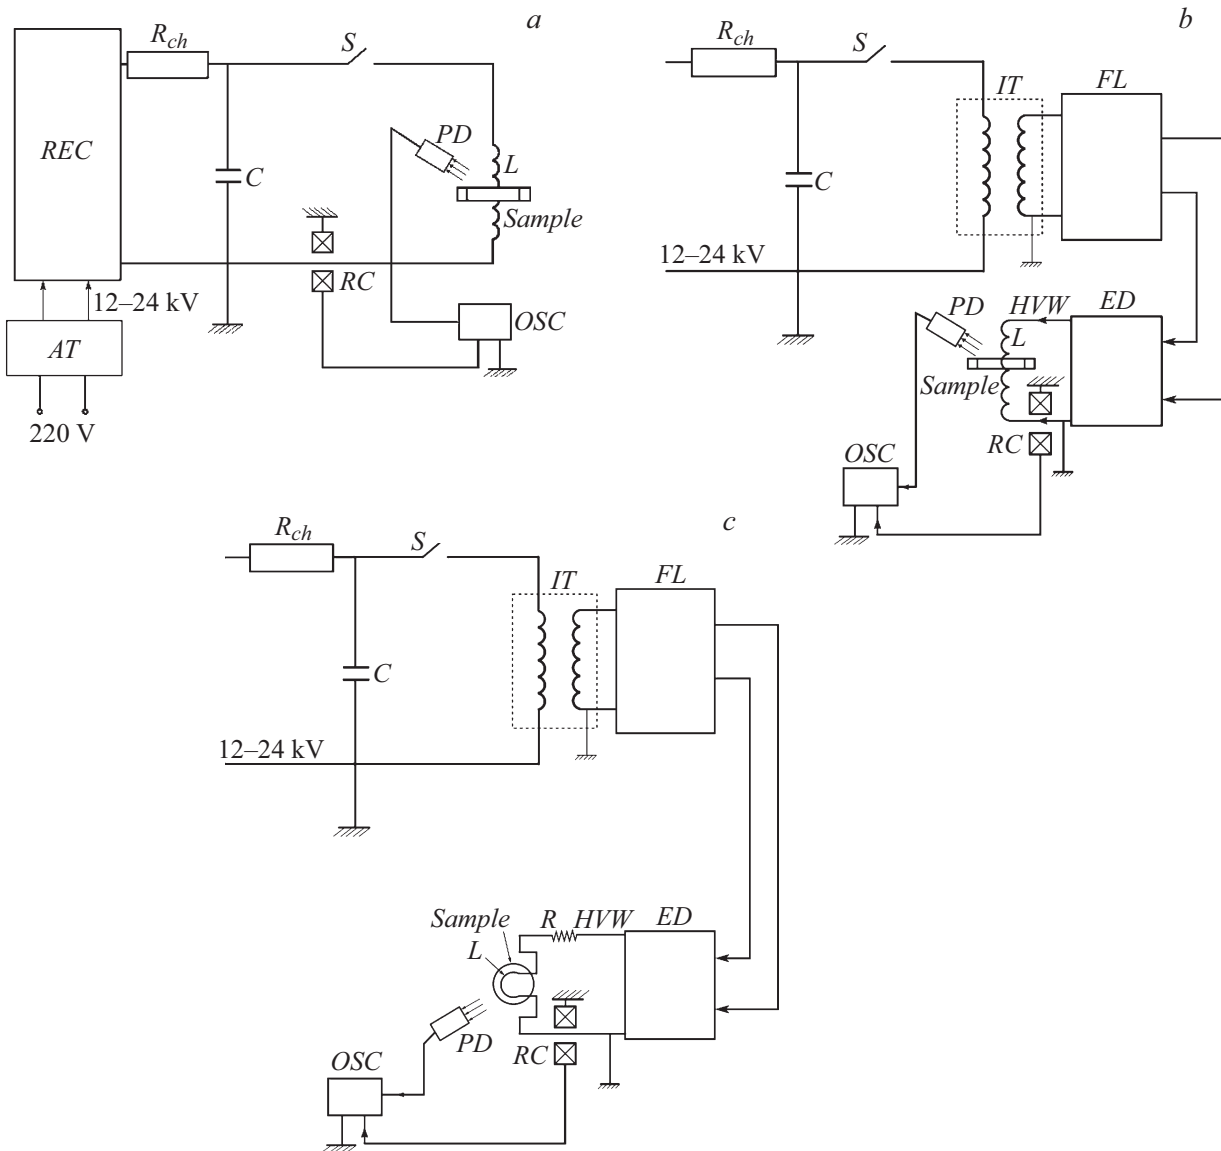 a
R_ch
S
REC
PD
L
C
Sample
RC
12–24 kV
OSC
AT
220 V
b
R_ch
S
IT
FL
C
12–24 kV
PD
HVW
ED
L
Sample
RC
OSC
c
R_ch
S
IT
FL
C
12–24 kV
Sample
R
HVW
ED
L
PD
RC
OSC